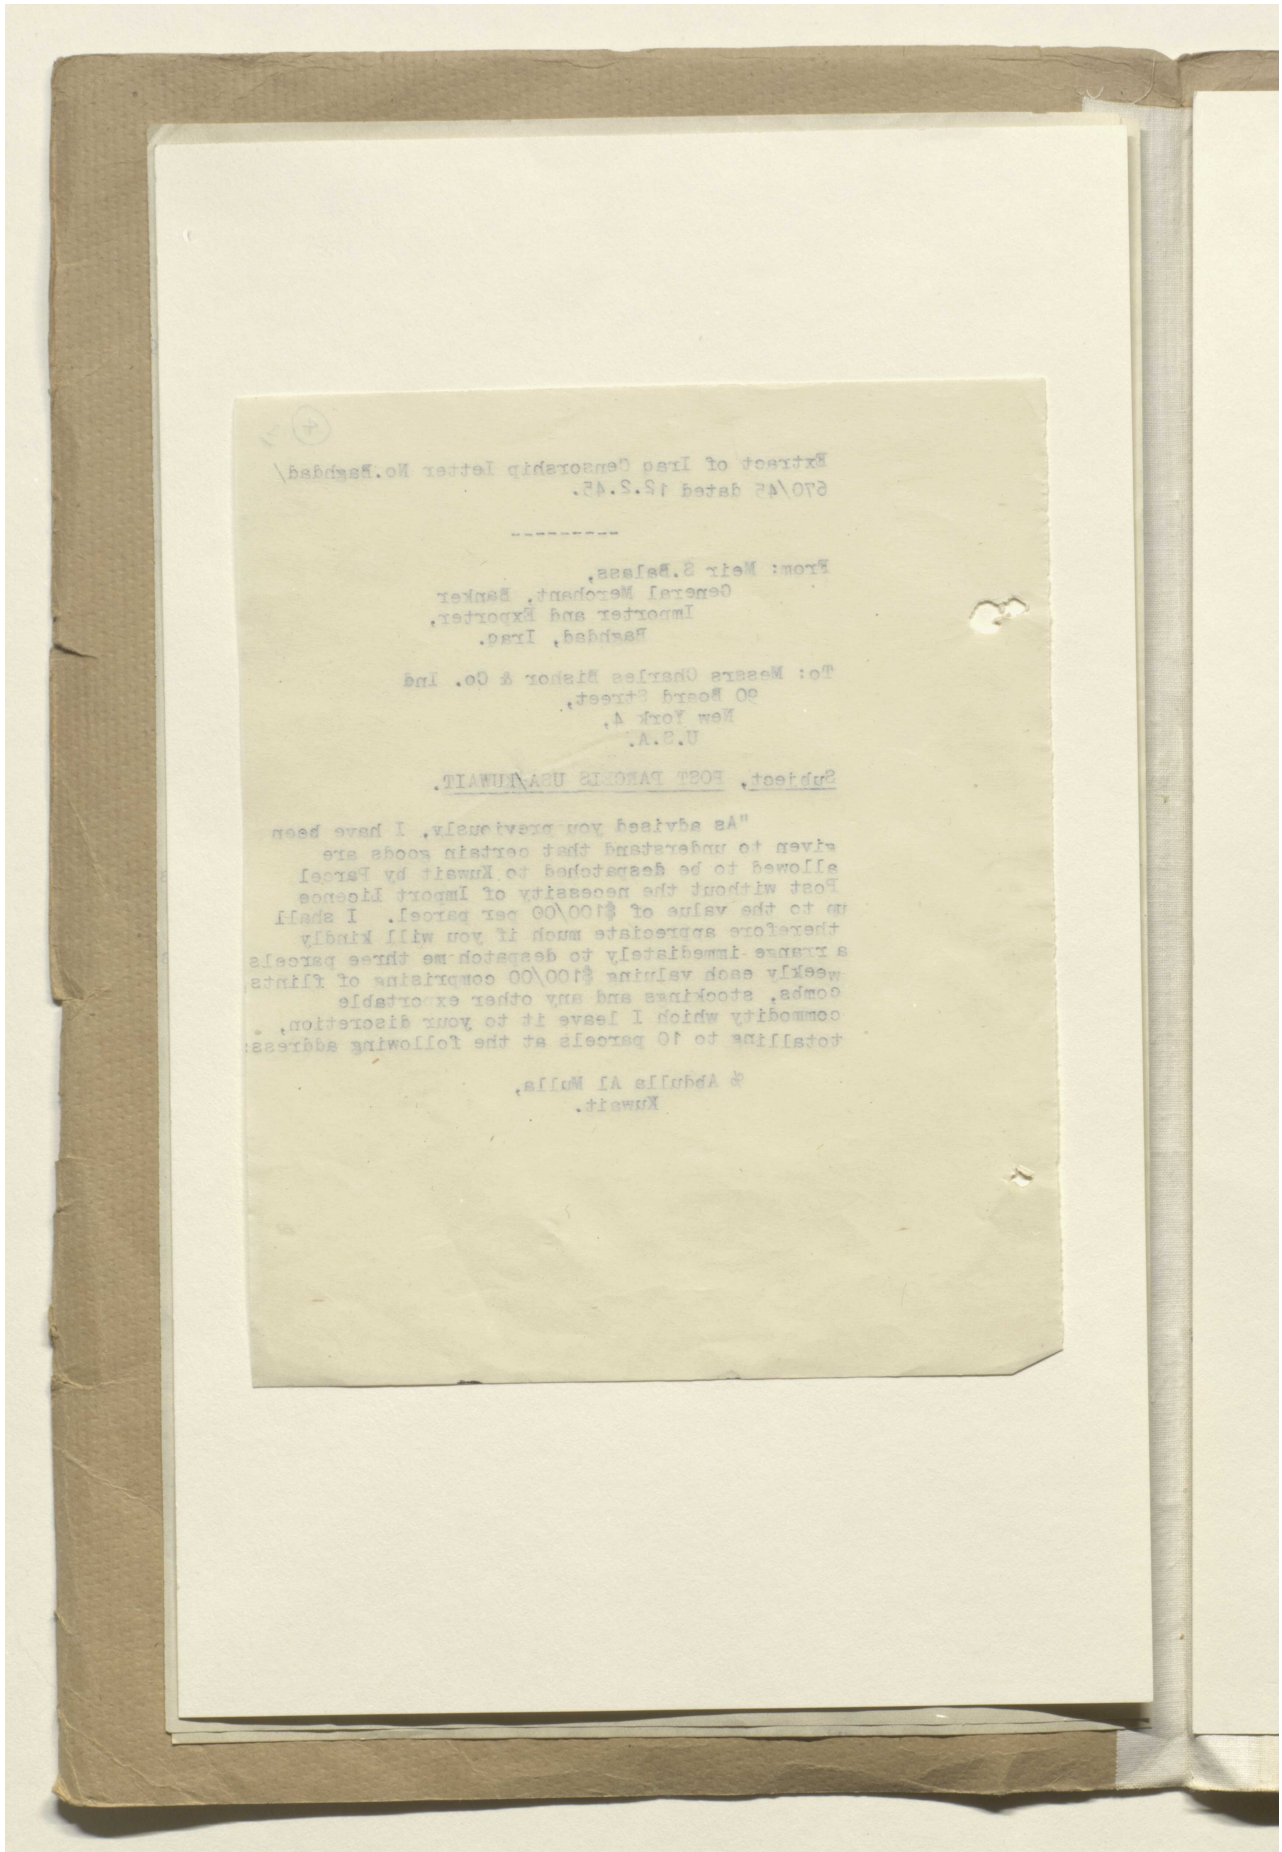 4
Extract of Iraq Censorship letter No.Baghdad/
670/45 dated 12.2.45.
---------
From: Meir S.Balass,
General Merchant, Banker
Importer and Exporter,
Baghdad, Iraq.
To: Messrs Charles Bishor & Co. Ind
90 Board Street,
New York 4,
U.S.A.
Subject, POST PARCELS USA/KUWAIT.
"As advised you previously, I have been
given to understand that certain goods are
allowed to be despatched to Kuwait by Parcel
Post without the necessity of Import Licence
up to the value of $100/00 per parcel. I shall
therefore appreciate much if you will kindly
arrange immediately to despatch me three parcels
weekly each valuing $100/00 comprising of flints,
combs, stockings and any other exportable
commodity which I leave it to your discretion,
totalling to 10 parcels at the following address:
% Abdulla Al Mulla,
Kuwait.